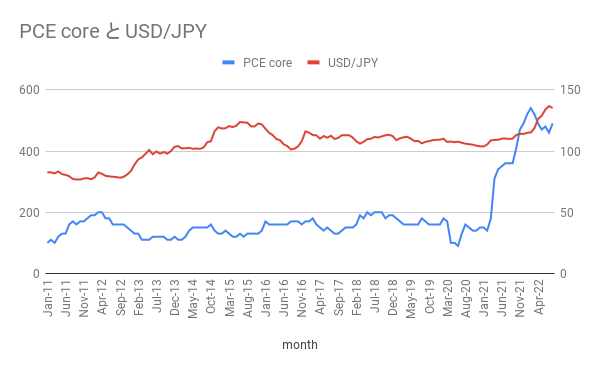 PCE core と USD/JPY
PCE core USD/JPY
600 150
400 100
200 50
0 0
Jan-11 Jun-11 Nov-11 Apr-12 Sep-12 Feb-13 Jul-13 Dec-13 May-14 Oct-14 Mar-15 Aug-15 Jan-16 Jun-16 Nov-16 Apr-17 Sep-17 Feb-18 Jul-18 Dec-18 May-19 Oct-19 Mar-20 Aug-20 Jan-21 Jun-21 Nov-21 Apr-22
month